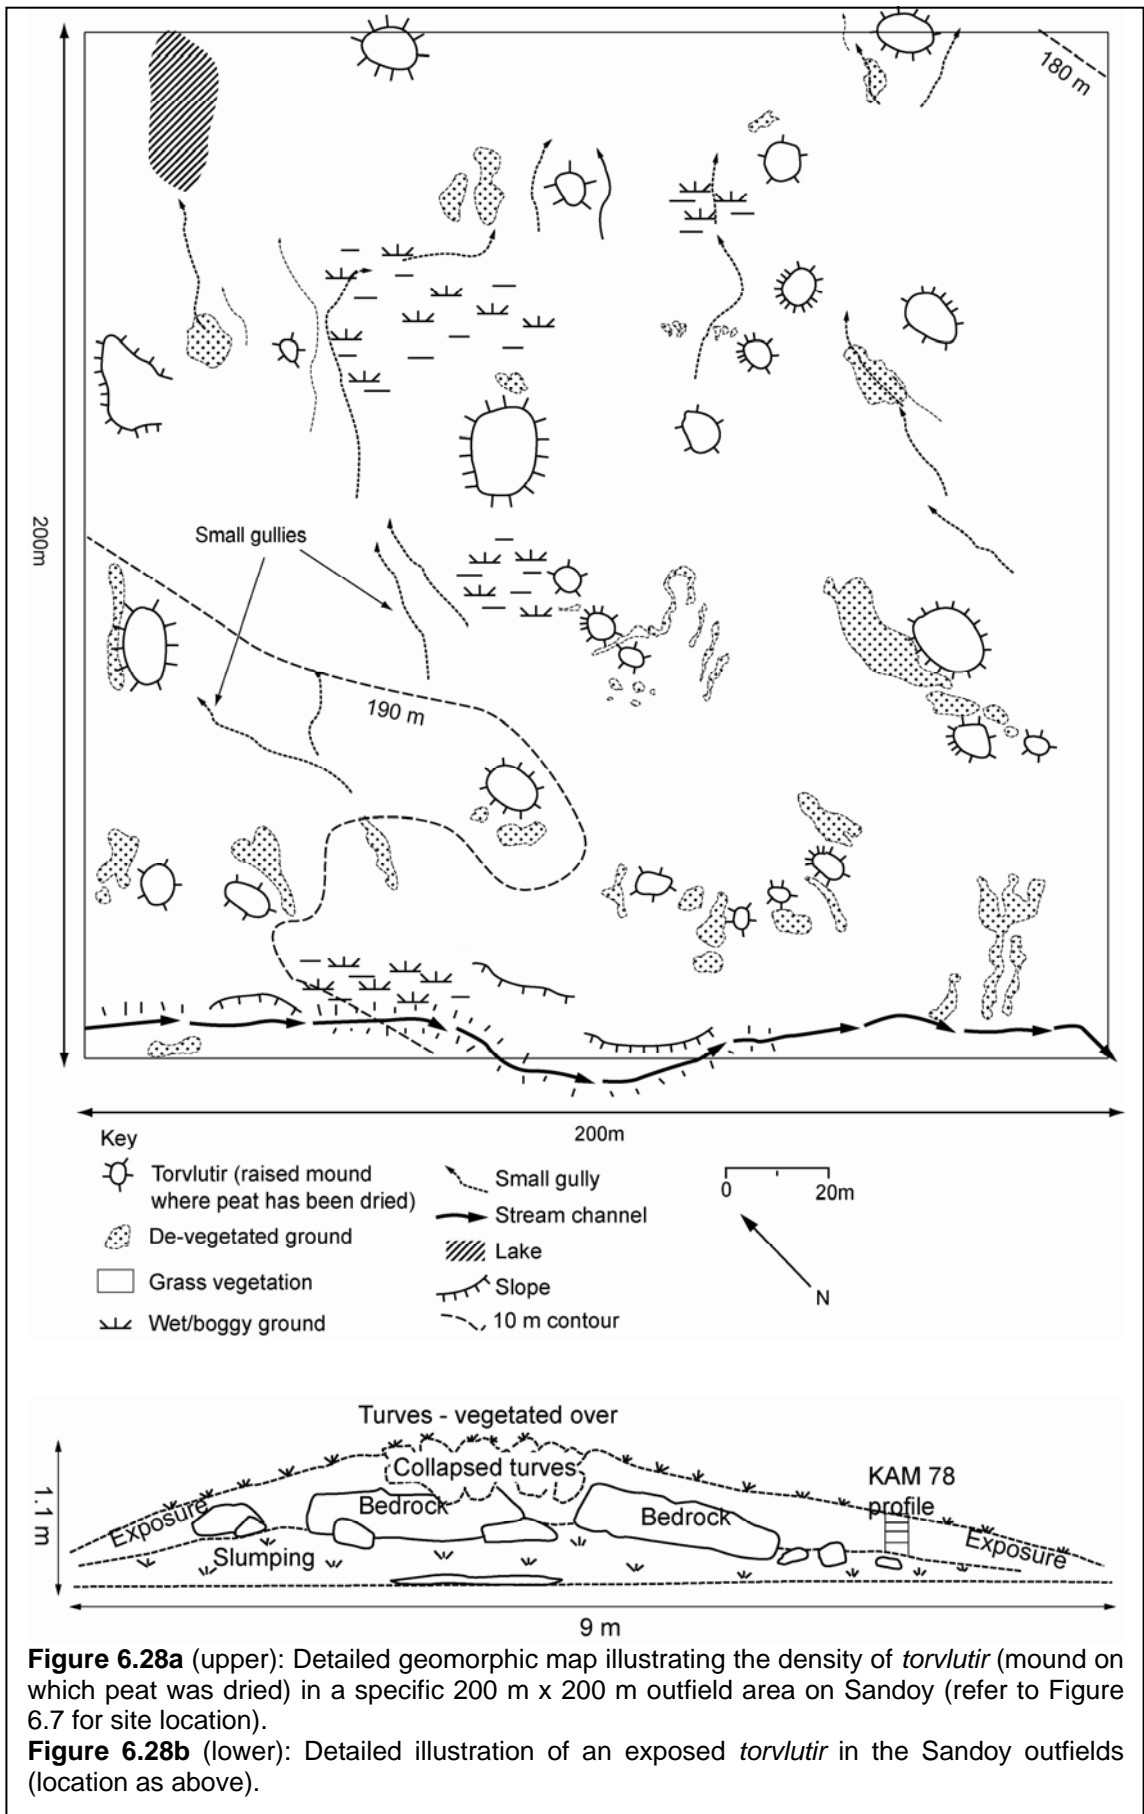 180 m
200m
Small gullies
190 m
200m
Key
Torvlutir (raised mound
where peat has been dried)
De-vegetated ground
Grass vegetation
Wet/boggy ground
Small gully
Stream channel
Lake
Slope
10 m contour
0 20m
N
Turves - vegetated over
Collapsed turves
KAM 78
profile
Bedrock
Bedrock
Exposure
Exposure
Slumping
1.1 m
9 m
Figure 6.28a (upper): Detailed geomorphic map illustrating the density of torvlutir (mound on
which peat was dried) in a specific 200 m x 200 m outfield area on Sandoy (refer to Figure
6.7 for site location).
Figure 6.28b (lower): Detailed illustration of an exposed torvlutir in the Sandoy outfields
(location as above).